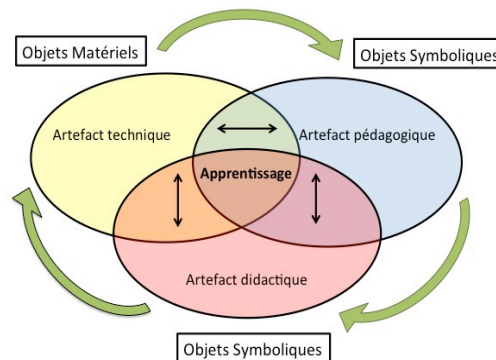 Objets Matériels
Objets Symboliques
Artefact technique
Artefact pédagogique
Apprentissage
Artefact didactique
Objets Symboliques